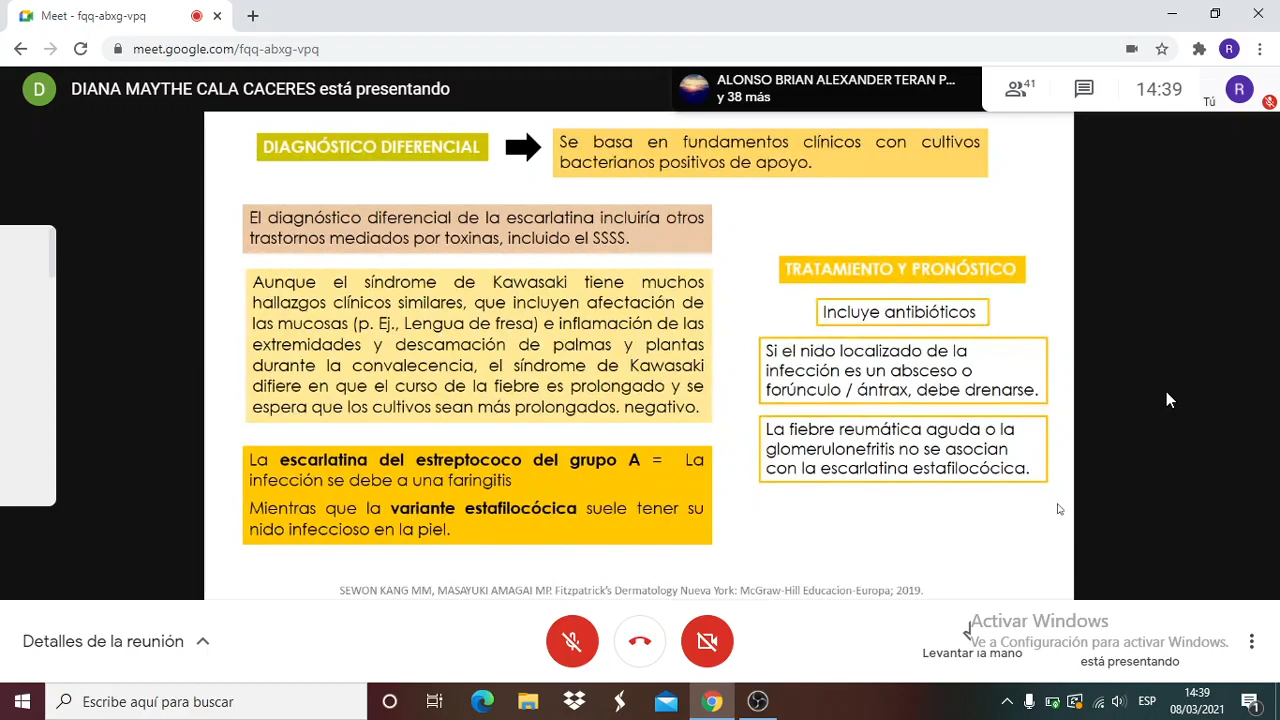 Meet - fqq-abxg-vpq
meet.google.com/fqq-abxg-vpq
R
D
DIANA MAYTHE CALA CACERES está presentando
ALONSO BRIAN ALEXANDER TERAN P...
y 38 más
41
14:39
Tú
R
DIAGNÓSTICO DIFERENCIAL
Se basa en fundamentos clínicos con cultivos
bacterianos positivos de apoyo.
El diagnóstico diferencial de la escarlatina incluiría otros
trastornos mediados por toxinas, incluido el SSSS.
Aunque el síndrome de Kawasaki tiene muchos
hallazgos clínicos similares, que incluyen afectación de
las mucosas (p. Ej., Lengua de fresa) e inflamación de las
extremidades y descamación de palmas y plantas
durante la convalecencia, el síndrome de Kawasaki
difiere en que el curso de la fiebre es prolongado y se
espera que los cultivos sean más prolongados. negativo.
La escarlatina del estreptococo del grupo A = La
infección se debe a una faringitis
Mientras que la variante estafilocócica suele tener su
nido infeccioso en la piel.
TRATAMIENTO Y PRONÓSTICO
Incluye antibióticos
Si el nido localizado de la
infección es un absceso o
forúnculo / ántrax, debe drenarse.
La fiebre reumática aguda o la
glomerulonefritis no se asocian
con la escarlatina estafilocócica.
SEWON KANG MM, MASAYUKI AMAGAI MP. Fitzpatrick's Dermatology Nueva York: McGraw-Hill Educacion-Europa; 2019.
Detalles de la reunión
Levantar la mano
Activar Windows
Ve a Configuración para activar Windows.
está presentando
Escribe aquí para buscar
ESP
14:39
08/03/2021
1